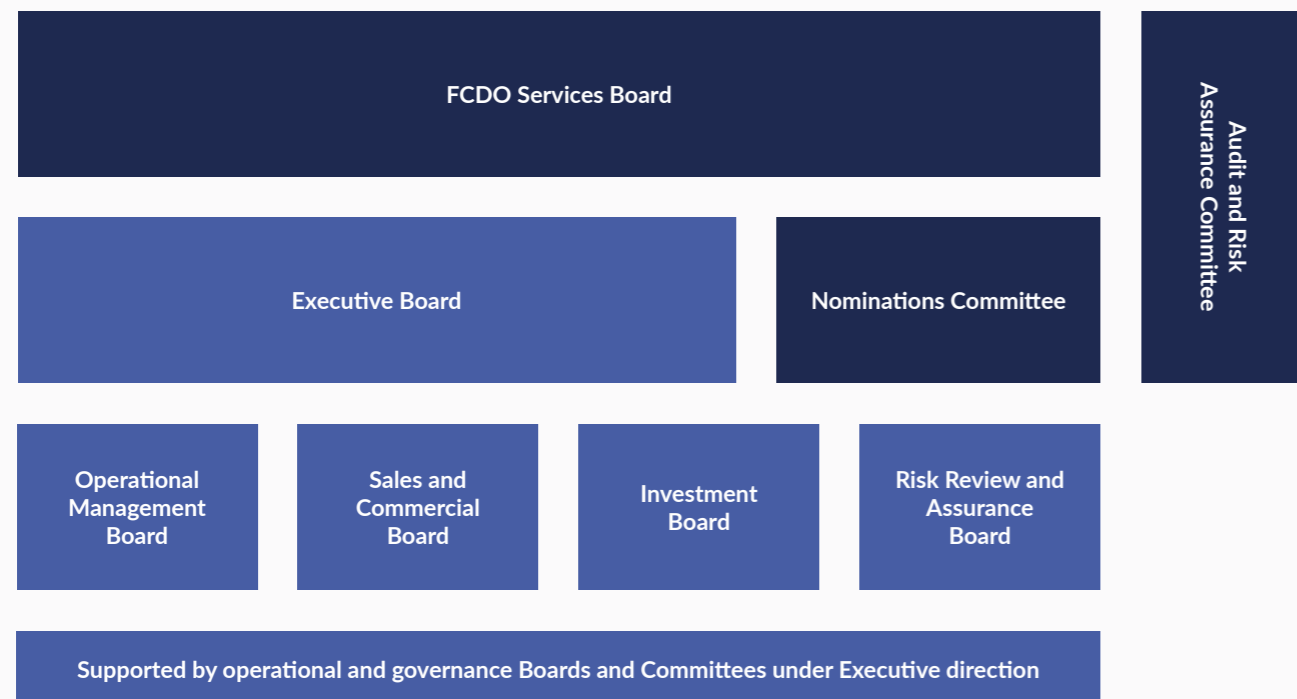 FCDO Services Board
Audit and Risk
Assurance Committee
Executive Board
Nominations Committee
Operational
Management
Board
Sales and
Commercial
Board
Investment
Board
Risk Review and
Assurance
Board
Supported by operational and governance Boards and Committees under Executive direction